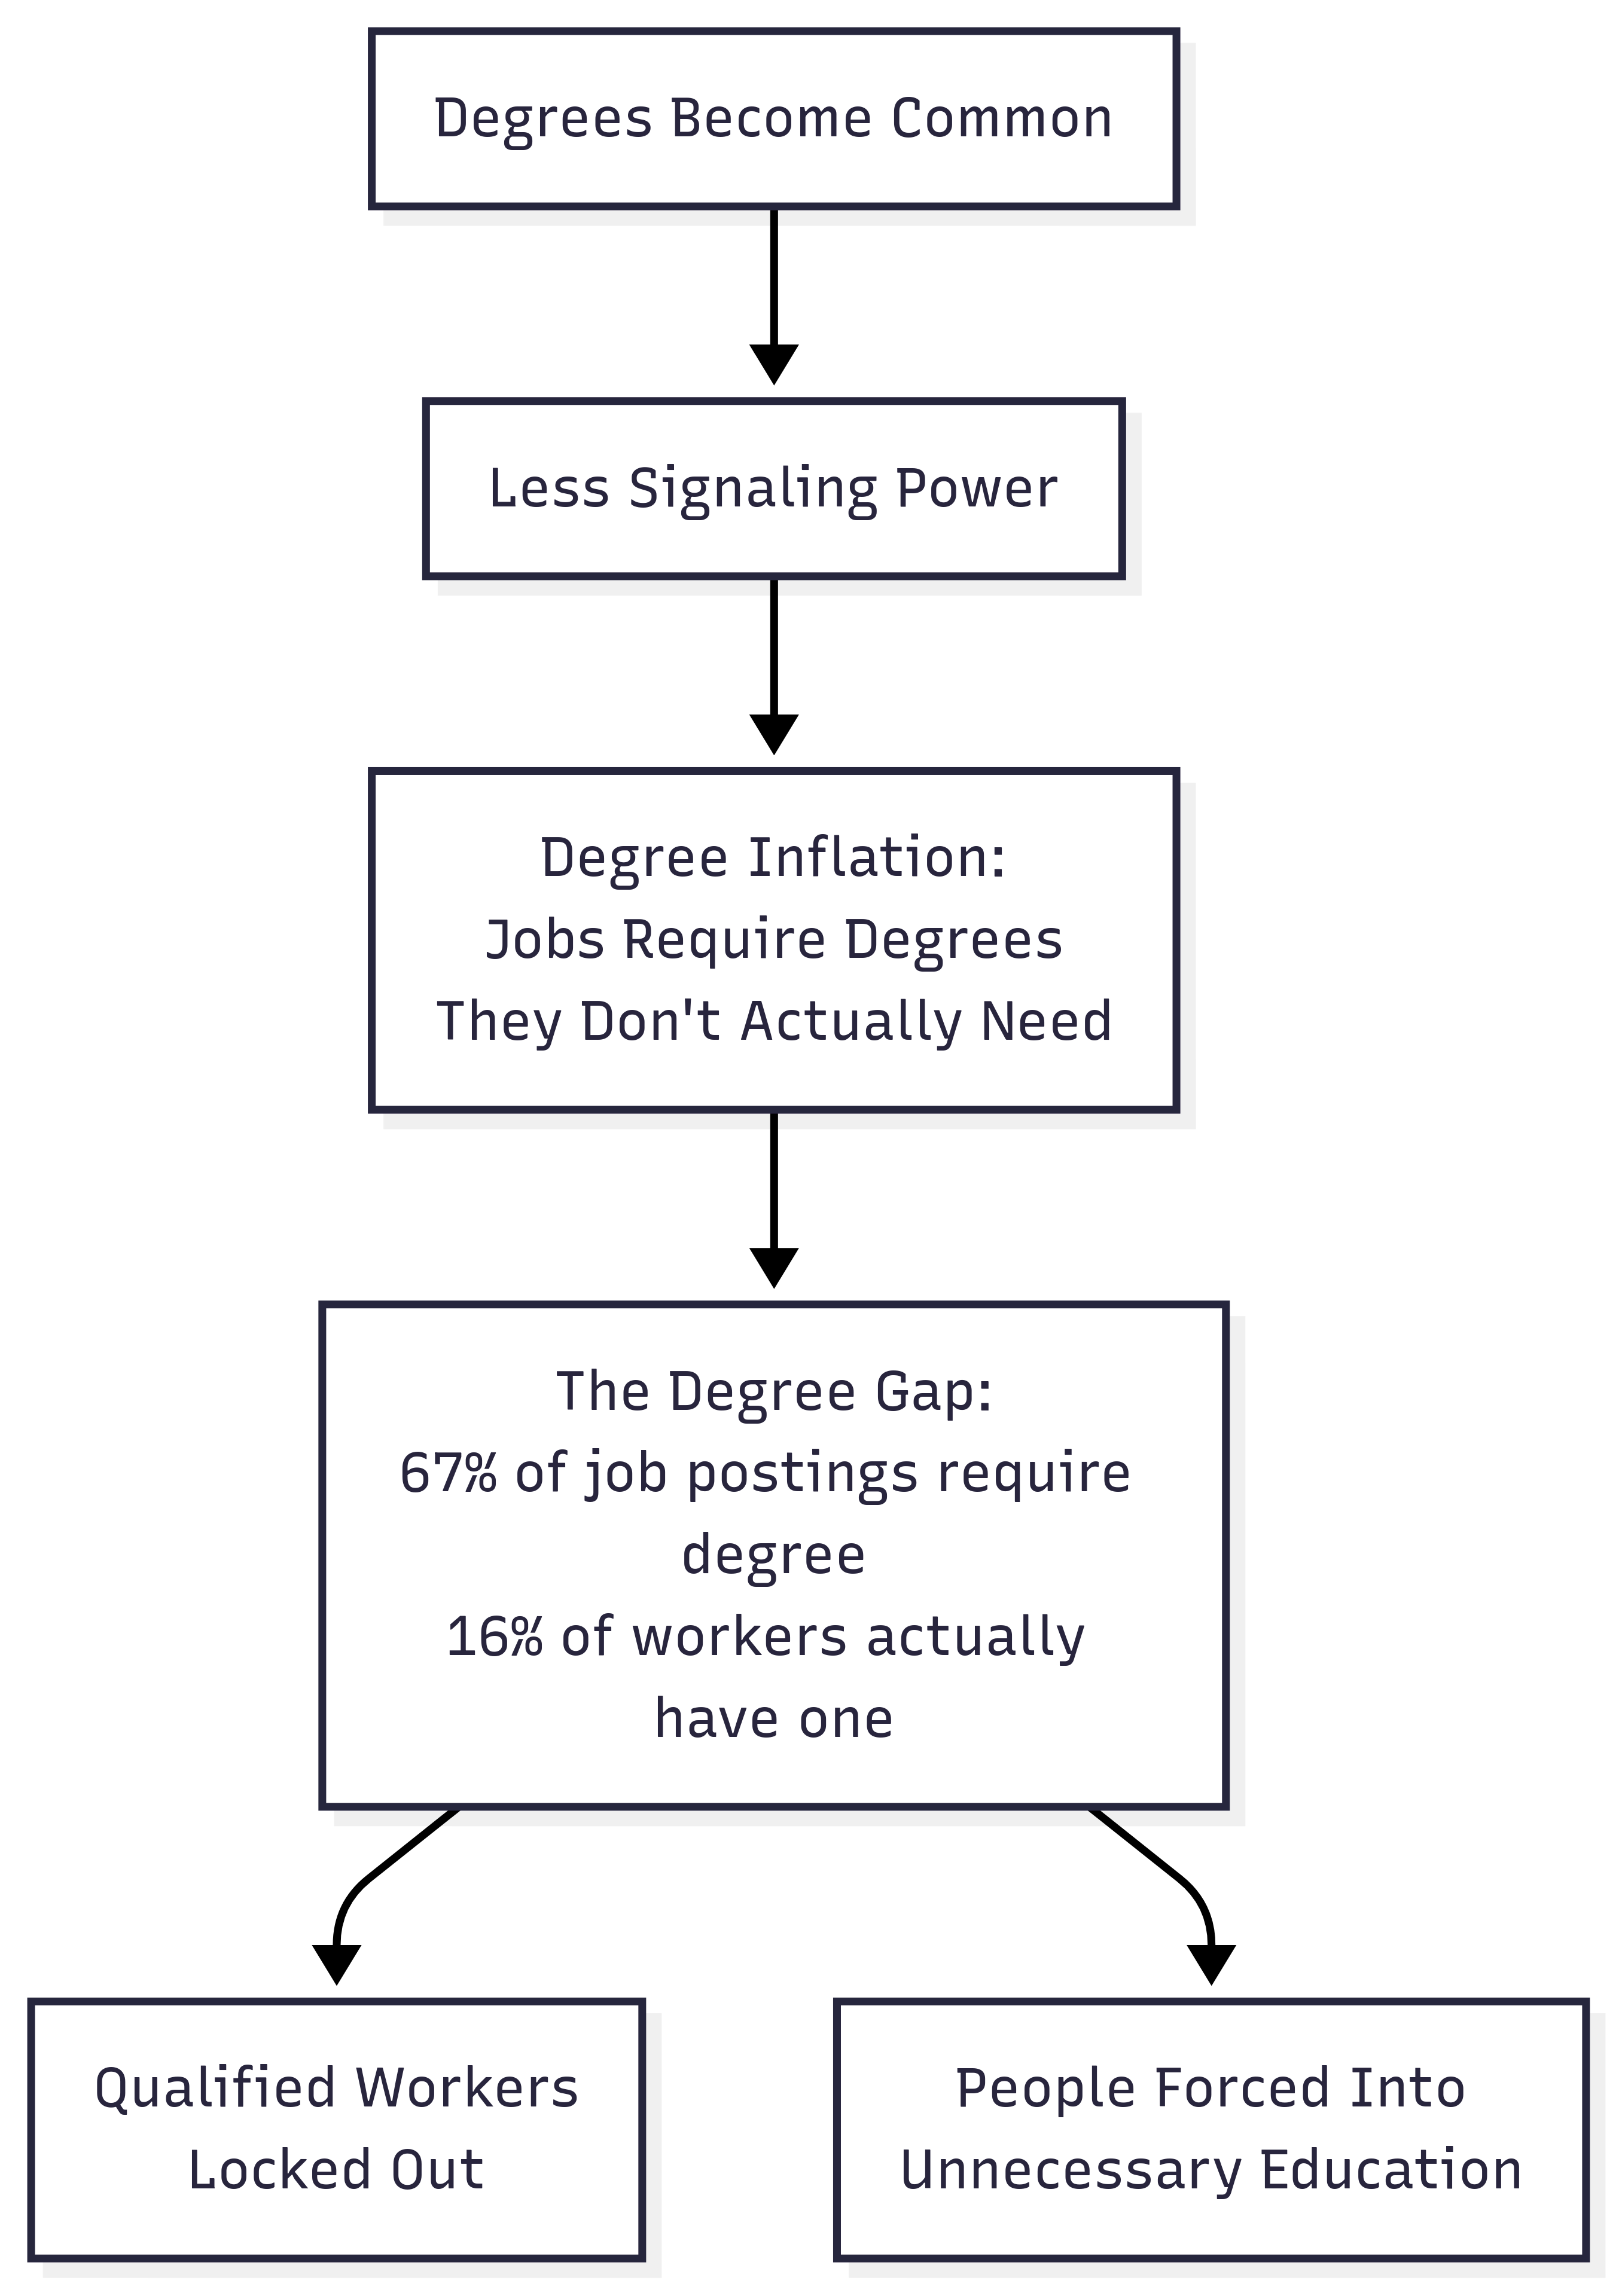 Degrees Become Common
Less Signaling Power
Degree Inflation:
Jobs Require Degrees
They Don't Actually Need
The Degree Gap:
67% of job postings require
degree
16% of workers actually
have one
Qualified Workers
Locked Out
People Forced Into
Unnecessary Education